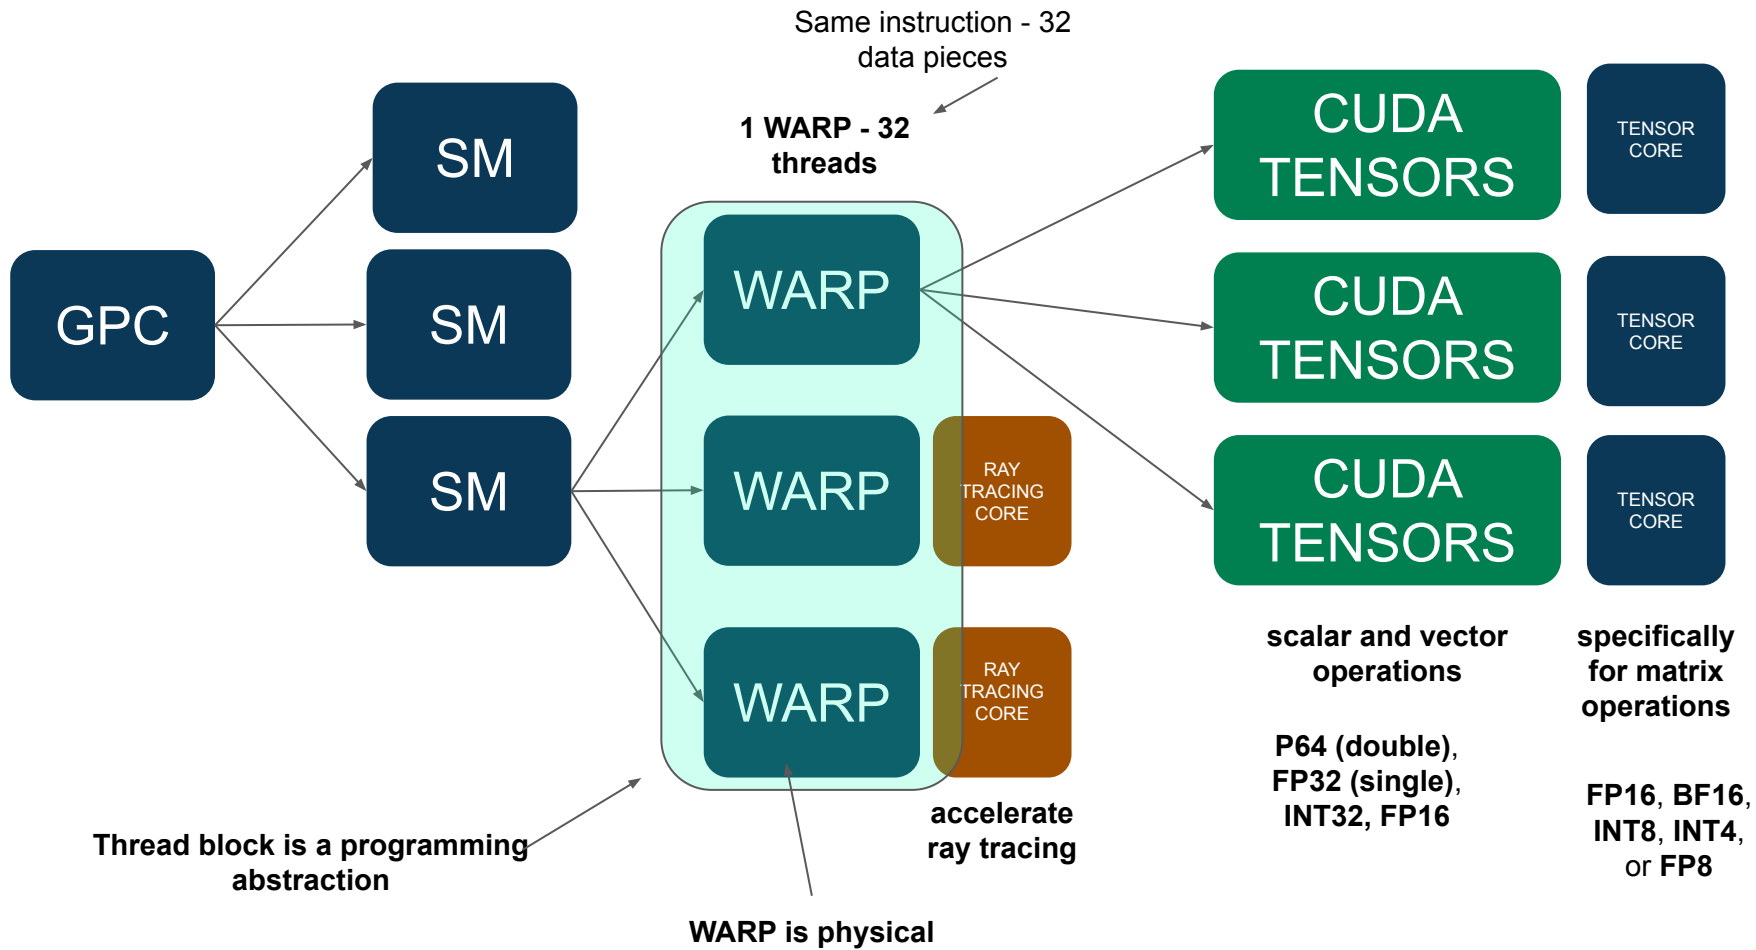 Same instruction - 32
data pieces
1 WARP - 32
threads
GPC
SM
SM
SM
WARP
WARP
WARP
RAY
TRACING
CORE
RAY
TRACING
CORE
CUDA
TENSORS
CUDA
TENSORS
CUDA
TENSORS
TENSOR
CORE
TENSOR
CORE
TENSOR
CORE
scalar and vector
operations
P64 (double),
FP32 (single),
INT32, FP16
specifically
for matrix
operations
FP16, BF16,
INT8, INT4,
or FP8
accelerate
ray tracing
Thread block is a programming
abstraction
WARP is physical